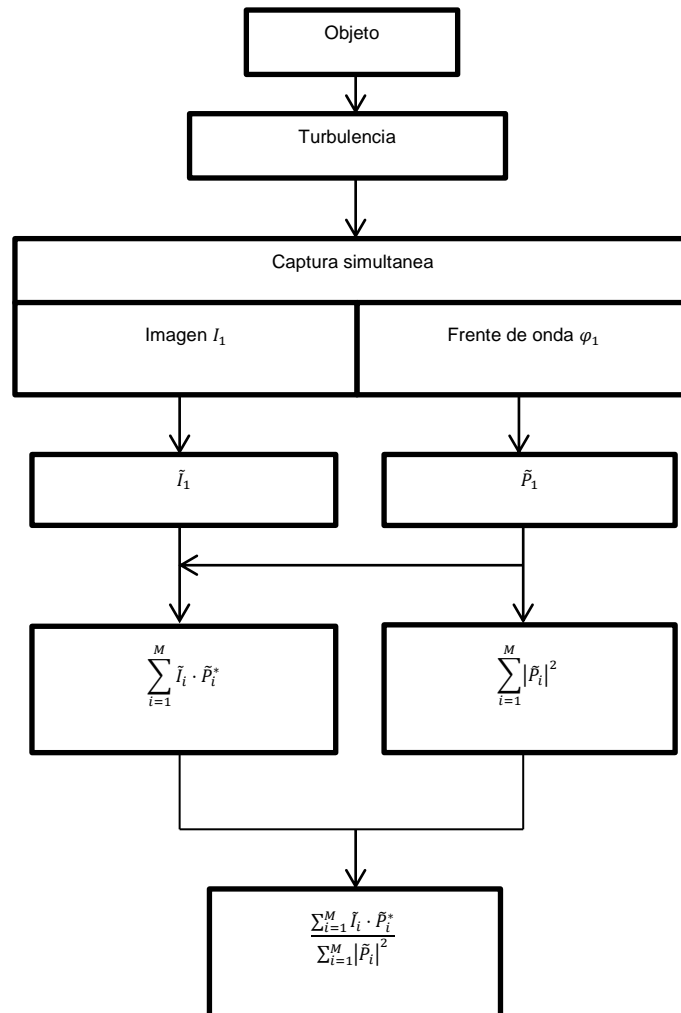 Objeto
Turbulencia
Captura simultanea
Imagen 𝐼₁
Frente de onda 𝜑₁
𝐼̃₁
𝑃̃₁
∑ᵢ₌₁ᴹ 𝐼̃ᵢ · 𝑃̃ᵢ*
∑ᵢ₌₁ᴹ |𝑃̃ᵢ|²
∑ᵢ₌₁ᴹ 𝐼̃ᵢ · 𝑃̃ᵢ*
∑ᵢ₌₁ᴹ |𝑃̃ᵢ|²